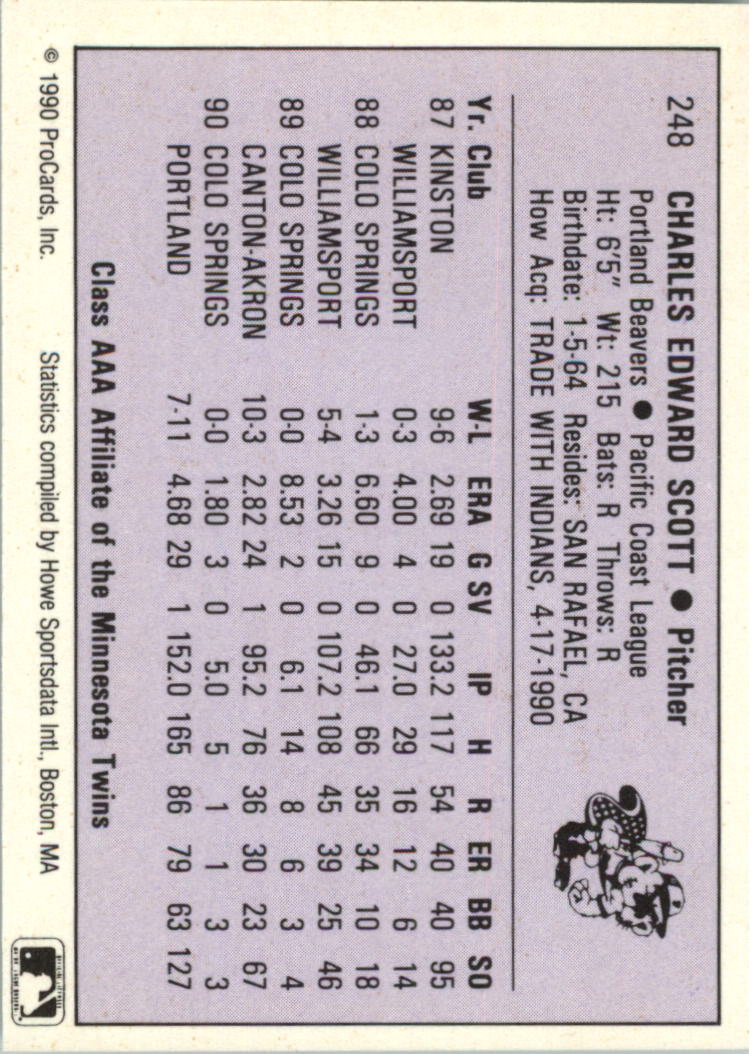 248 CHARLES EDWARD SCOTT ● Pitcher
Portland Beavers ● Pacific Coast League
Ht: 6'5" Wt: 215 Bats: R Throws: R
Birthdate: 1-5-64 Resides: SAN RAFAEL, CA
How Acq: TRADE WITH INDIANS, 4-17-1990
Yr. Club W-L ERA G SV IP H R ER BB SO
87 KINSTON 9-6 2.69 19 0 133.2 117 54 40 40 95
WILLIAMSPORT 0-3 4.00 4 0 27.0 29 16 12 6 14
88 COLO SPRINGS 1-3 6.60 9 0 46.1 66 35 34 10 18
WILLIAMSPORT 5-4 3.26 15 0 107.2 108 45 39 25 46
89 COLO SPRINGS 0-0 8.53 2 0 6.1 14 8 6 3 4
CANTON-AKRON 10-3 2.82 24 1 95.2 76 36 30 23 67
90 COLO SPRINGS 0-0 1.80 3 0 5.0 5 1 1 3 3
PORTLAND 7-11 4.68 29 1 152.0 165 86 79 63 127
Class AAA Affiliate of the Minnesota Twins
© 1990 ProCards, Inc. Statistics compiled by Howe Sportsdata Intl., Boston, MA